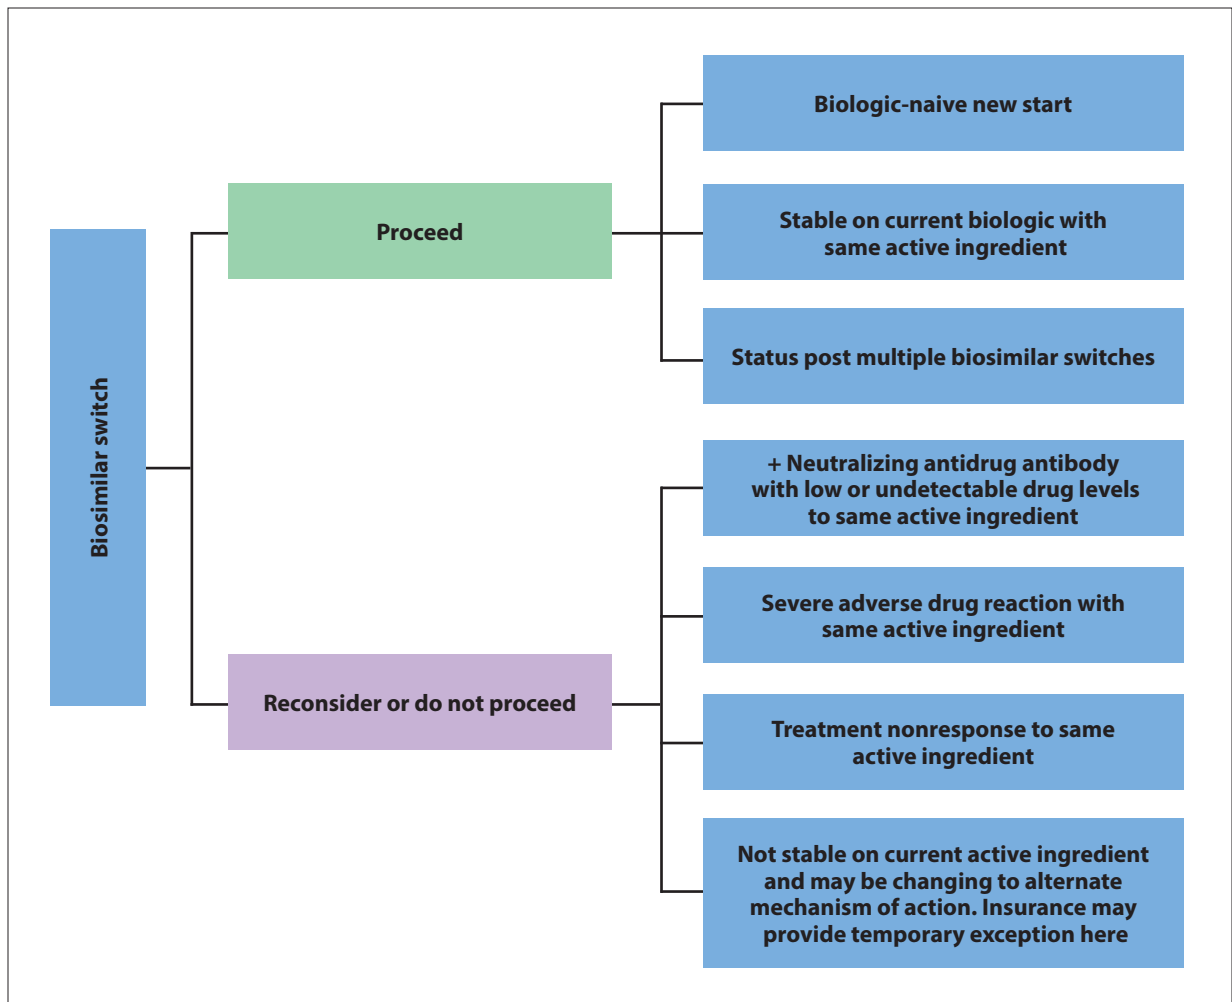 Biosimilar switch
Proceed
Biologic-naive new start
Stable on current biologic with
same active ingredient
Status post multiple biosimilar switches
Reconsider or do not proceed
+ Neutralizing antidrug antibody
with low or undetectable drug levels
to same active ingredient
Severe adverse drug reaction with
same active ingredient
Treatment nonresponse to same
active ingredient
Not stable on current active ingredient
and may be changing to alternate
mechanism of action. Insurance may
provide temporary exception here